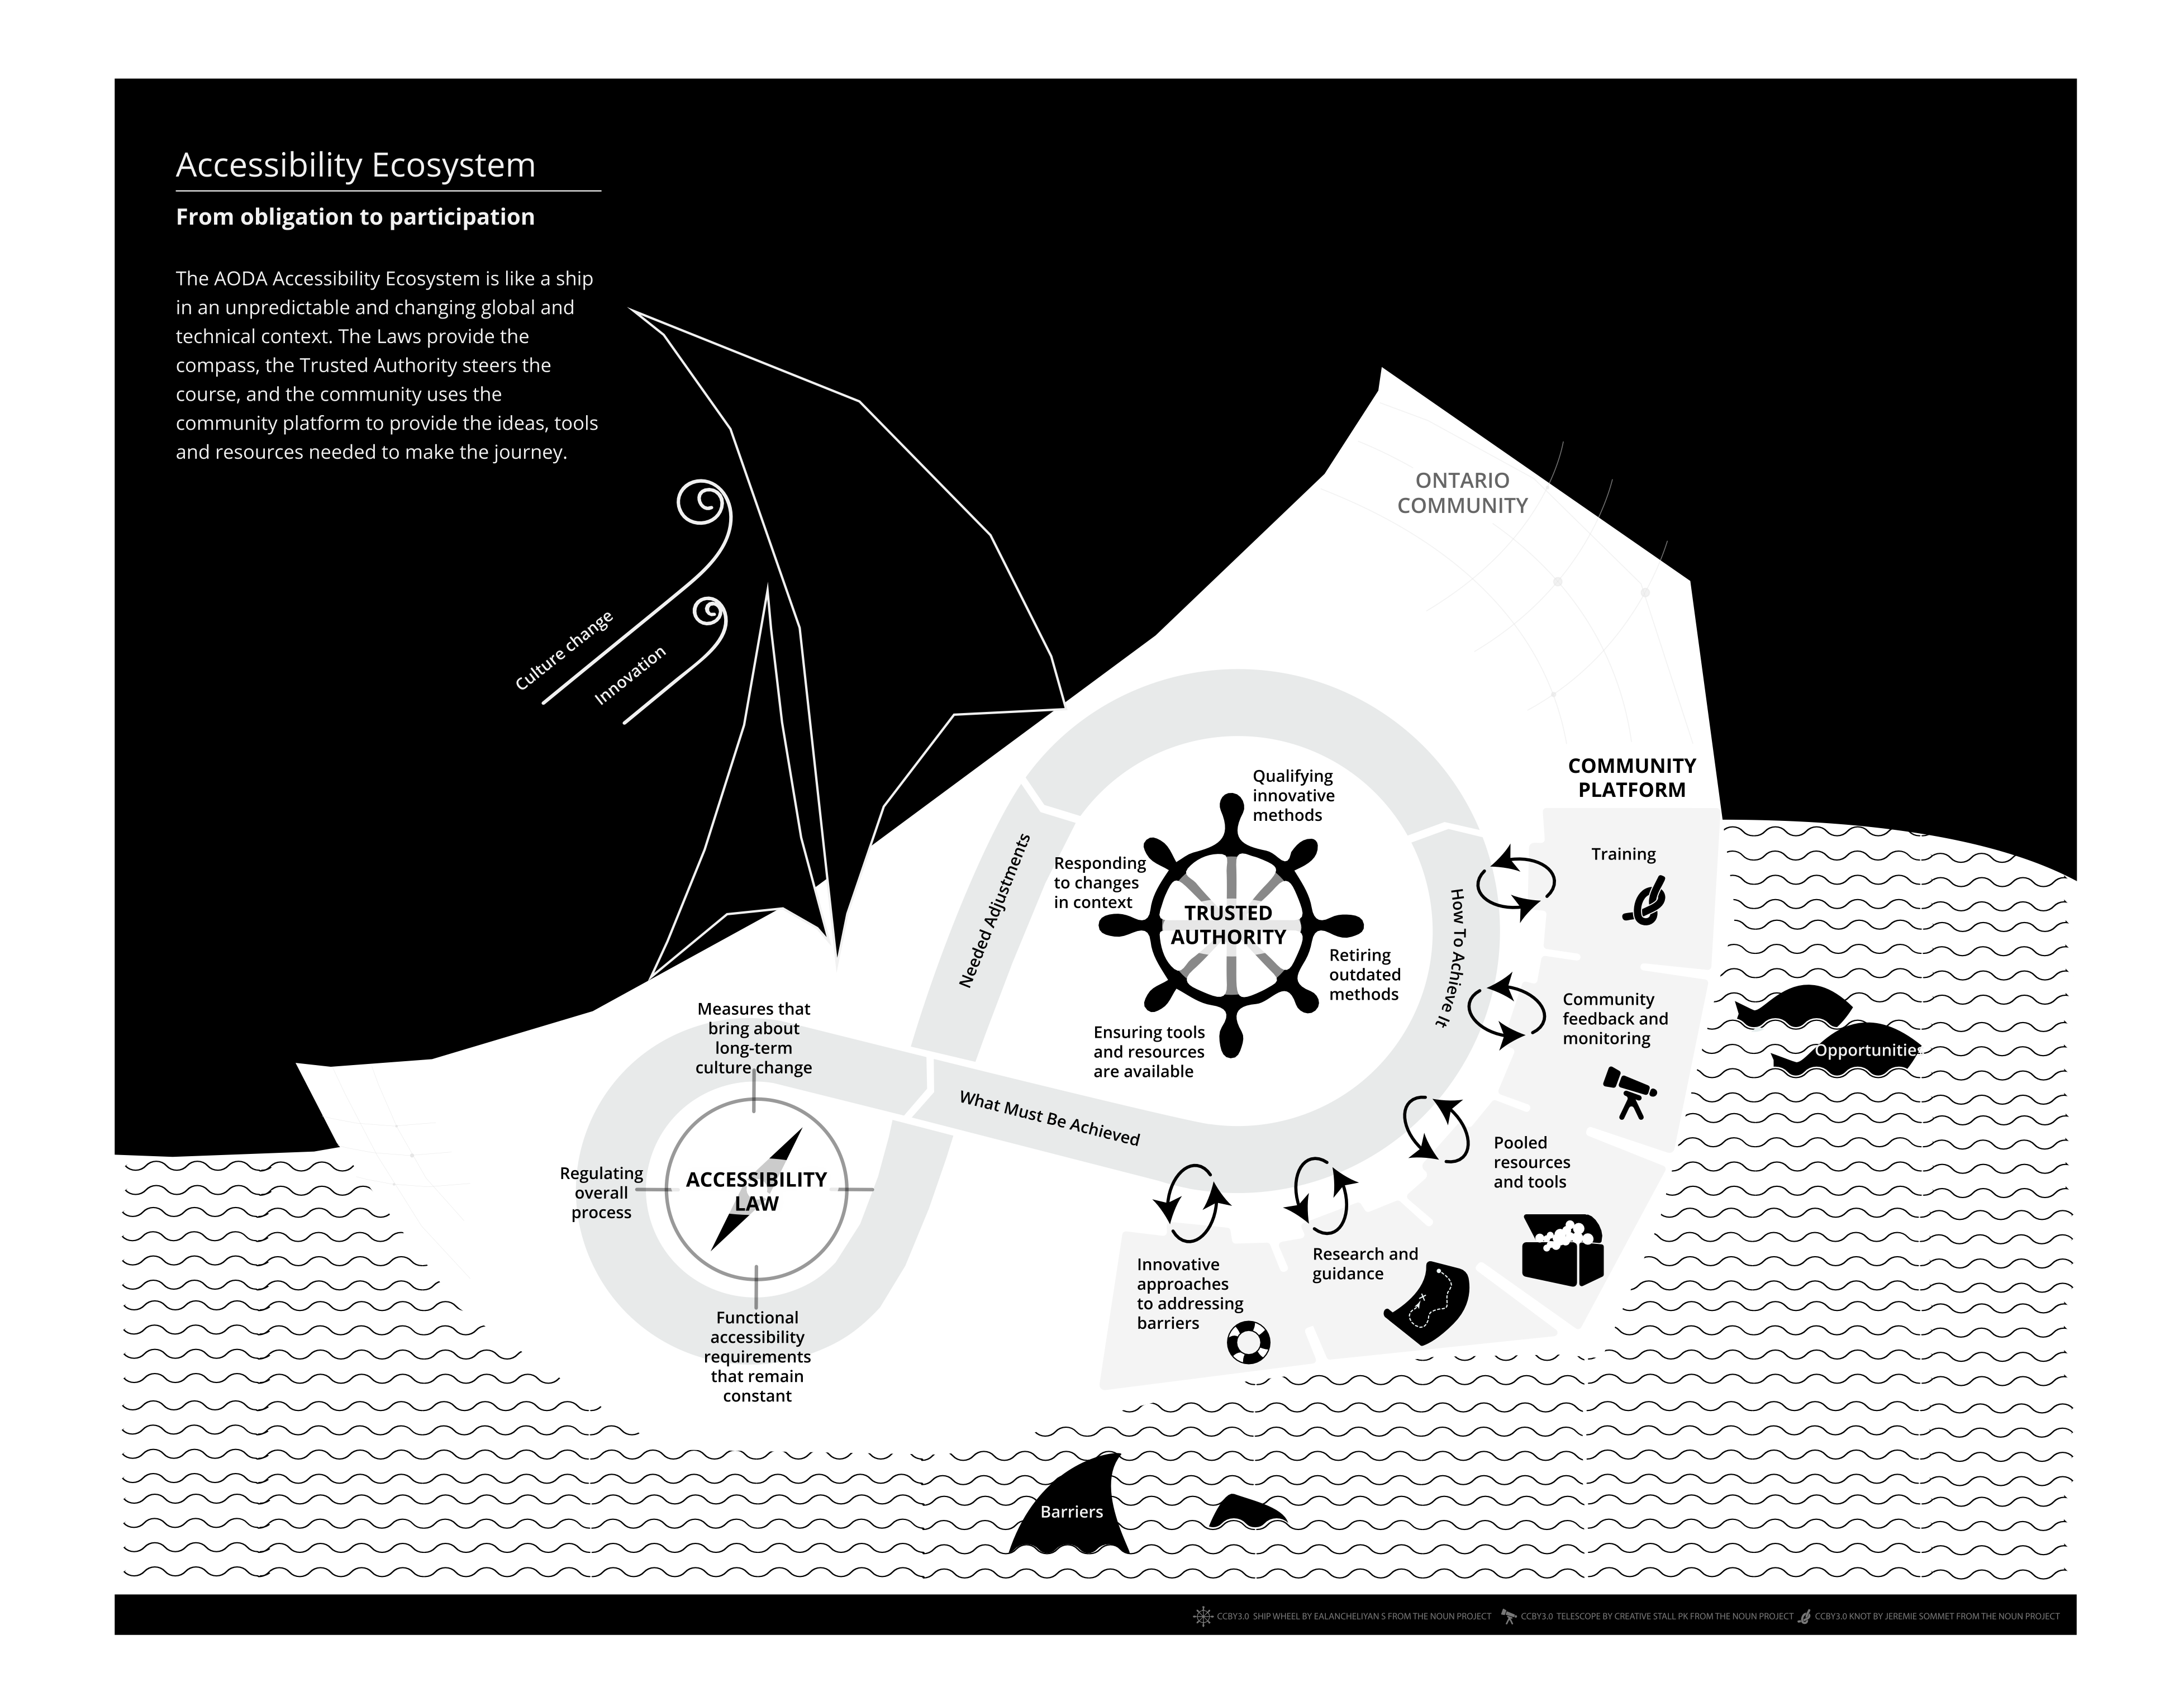 Accessibility Ecosystem
From obligation to participation
The AODA Accessibility Ecosystem is like a ship
in an unpredictable and changing global and
technical context. The Laws provide the
compass, the Trusted Authority steers the
course, and the community uses the
community platform to provide the ideas, tools
and resources needed to make the journey.
Culture change
Innovation
ONTARIO
COMMUNITY
COMMUNITY
PLATFORM
Training
Community
feedback and
monitoring
Pooled
resources
and tools
Research and
guidance
Innovative
approaches
to addressing
barriers
Qualifying
innovative
methods
Responding
to changes
in context
TRUSTED
AUTHORITY
Retiring
outdated
methods
Ensuring tools
and resources
are available
Needed Adjustments
How To Achieve It
What Must Be Achieved
Measures that
bring about
long-term
culture change
Regulating
overall
process
ACCESSIBILITY
LAW
Functional
accessibility
requirements
that remain
constant
Opportunities
Barriers
CCBY3.0 SHIP WHEEL BY EALANCHELIYAN S FROM THE NOUN PROJECT CCBY3.0 TELESCOPE BY CREATIVE STALL PK FROM THE NOUN PROJECT CCBY3.0 KNOT BY JEREMIE SOMMET FROM THE NOUN PROJECT